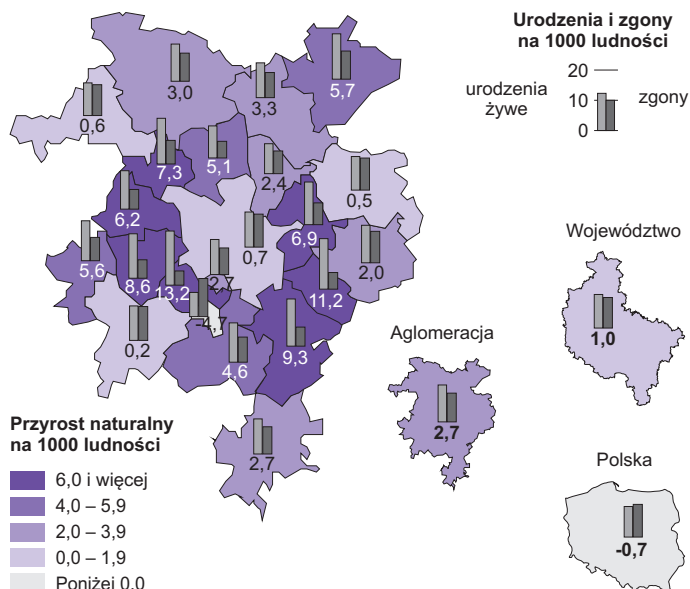 Urodzenia i zgony
na 1000 ludności
urodzenia
żywe
20
10
0
zgony
3,0
3,3
5,7
0,6
7,3
5,1
2,4
0,5
6,2
0,7
6,9
2,0
5,6
8,6
13,2
2,7
11,2
-4,7
0,2
4,6
9,3
2,7
Województwo
1,0
Aglomeracja
2,7
Polska
-0,7
Przyrost naturalny
na 1000 ludności
6,0 i więcej
4,0 – 5,9
2,0 – 3,9
0,0 – 1,9
Poniżej 0,0